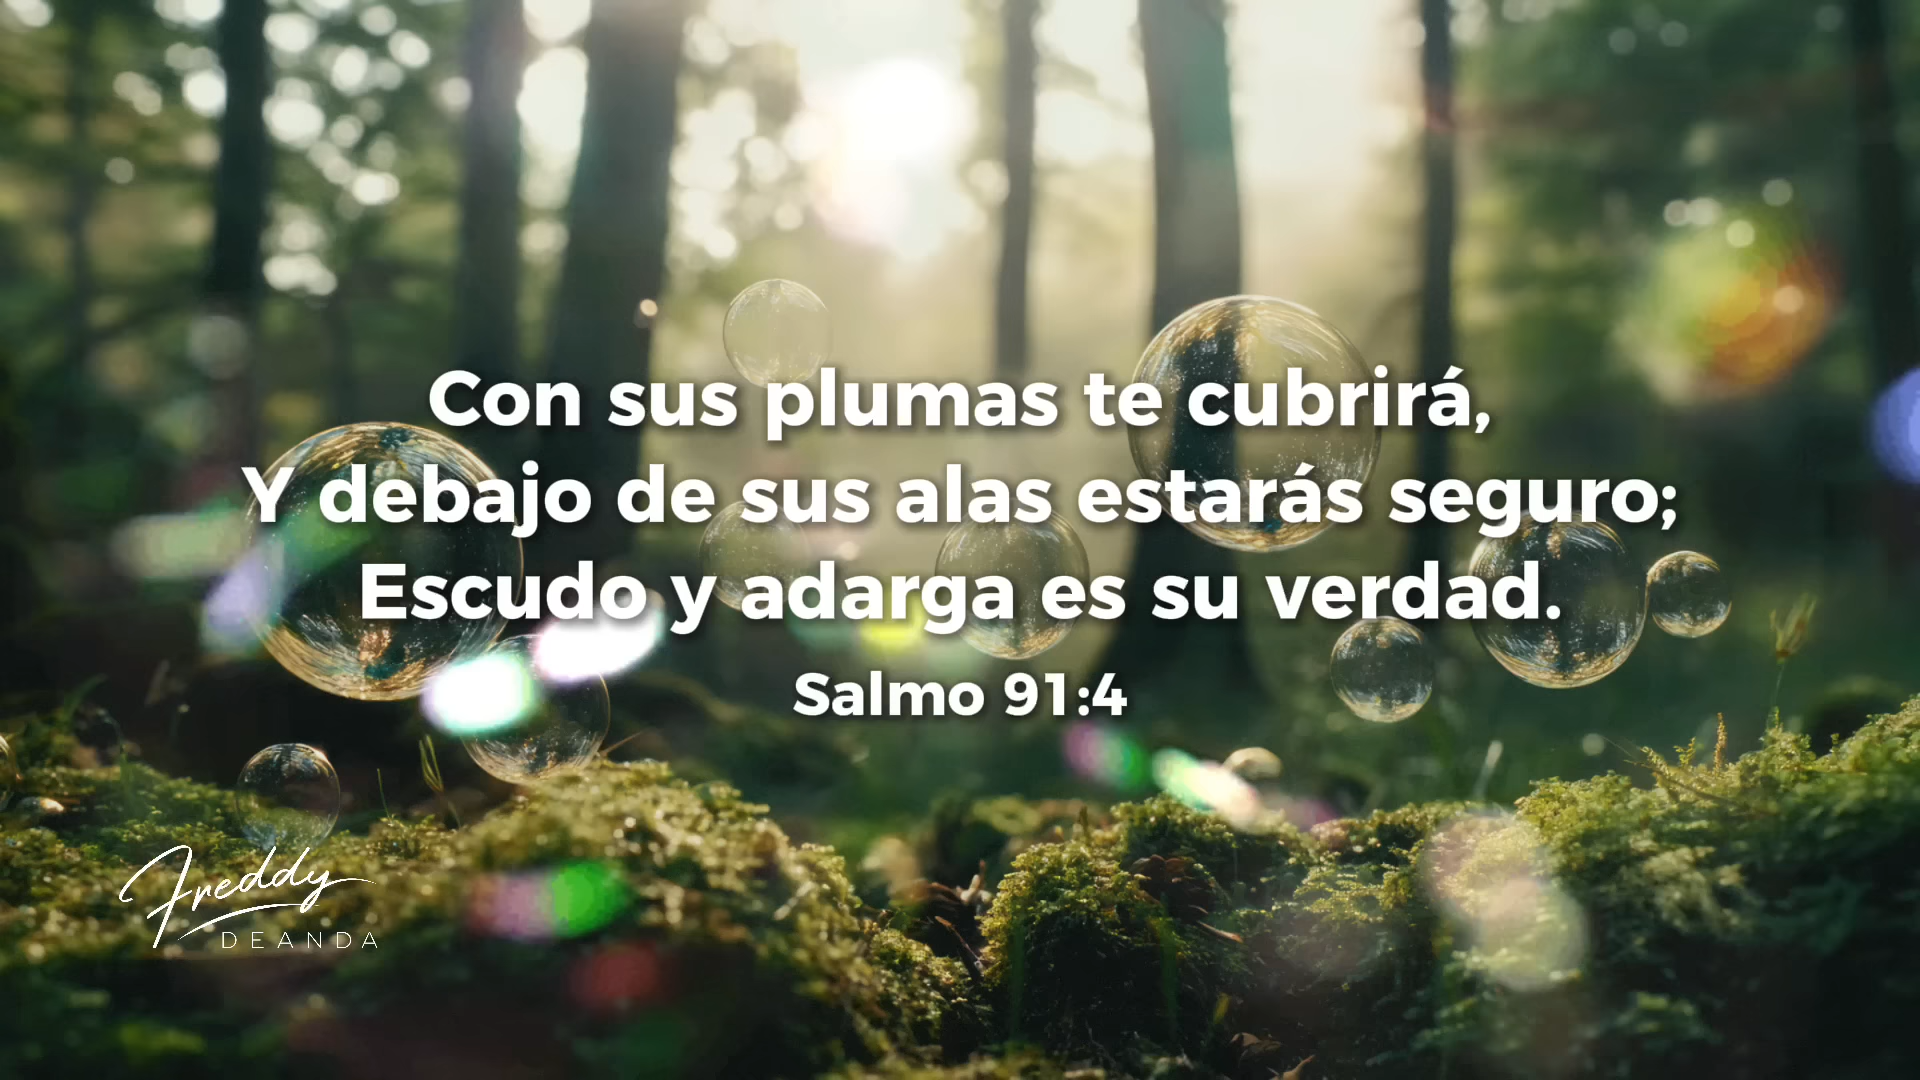 Con sus plumas te cubrirá,
Y debajo de sus alas estarás seguro;
Escudo y adarga es su verdad.
Salmo 91:4
Freddy
DEANDA